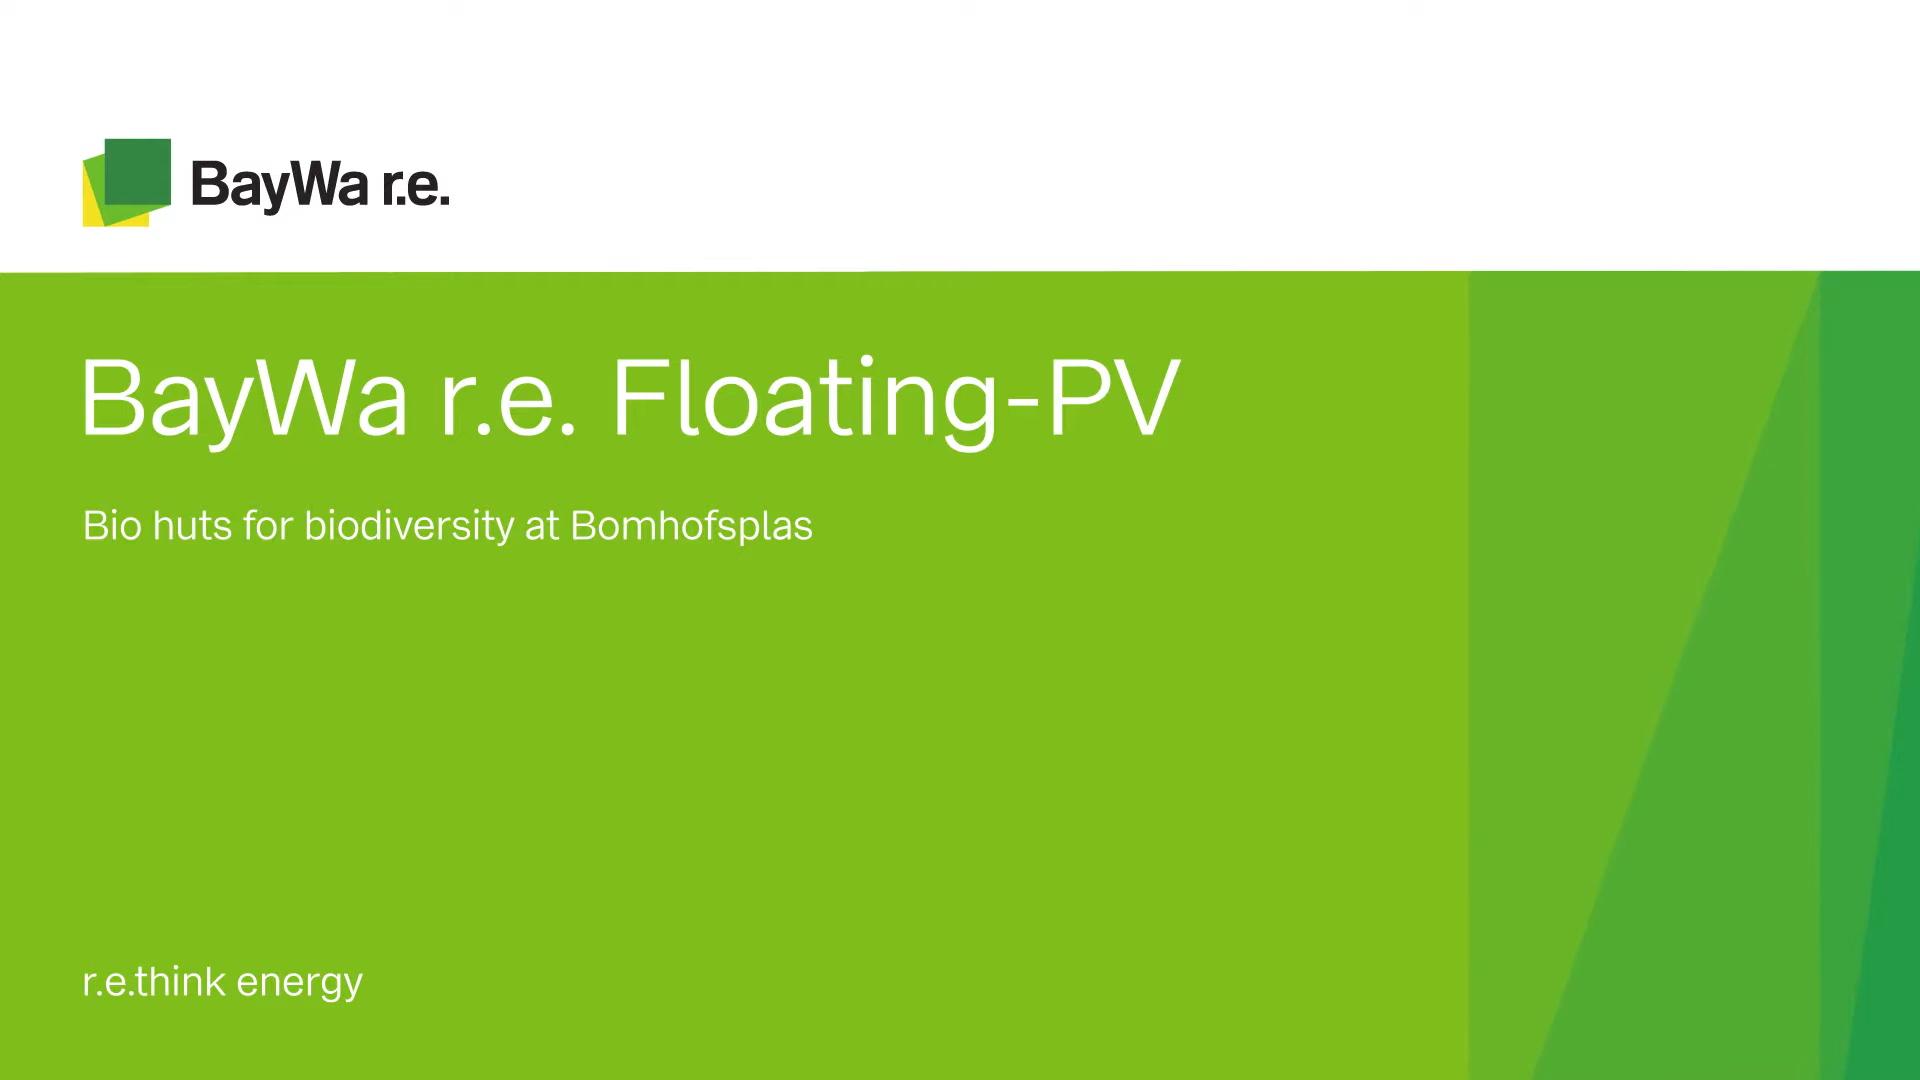 BayWa r.e.
BayWa r.e. Floating-PV
Bio huts for biodiversity at Bomhofsplas
r.e.think energy